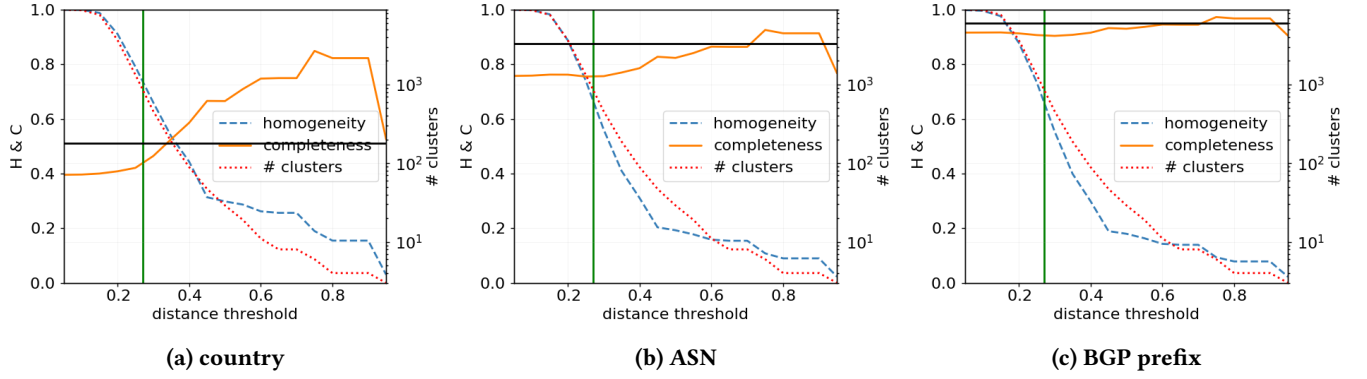 1.0
0.8
0.6
0.4
0.2
0.0
H & C
0.2 0.4 0.6 0.8
distance threshold
10³
10²
10¹
# clusters
homogeneity
completeness
# clusters
(a) country
1.0
0.8
0.6
0.4
0.2
0.0
H & C
0.2 0.4 0.6 0.8
distance threshold
10³
10²
10¹
# clusters
homogeneity
completeness
# clusters
(b) ASN
1.0
0.8
0.6
0.4
0.2
0.0
H & C
0.2 0.4 0.6 0.8
distance threshold
10³
10²
10¹
# clusters
homogeneity
completeness
# clusters
(c) BGP prefix